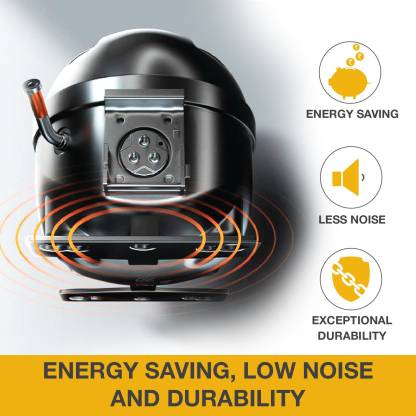 ENERGY SAVING
LESS NOISE
EXCEPTIONAL
DURABILITY
ENERGY SAVING, LOW NOISE
AND DURABILITY